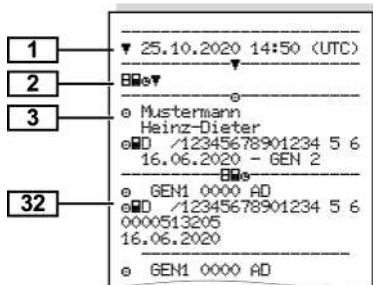 1 ▼ 25.10.2020 14:50 (UTC)
2
3 Mustermann
Heinz-Dieter
D /12345678901234 5 6
16.06.2020 - GEN 2
GEN1 0000 AD
32 D /12345678901234 5 6
0000513205
16.06.2020
GEN1 0000 AD